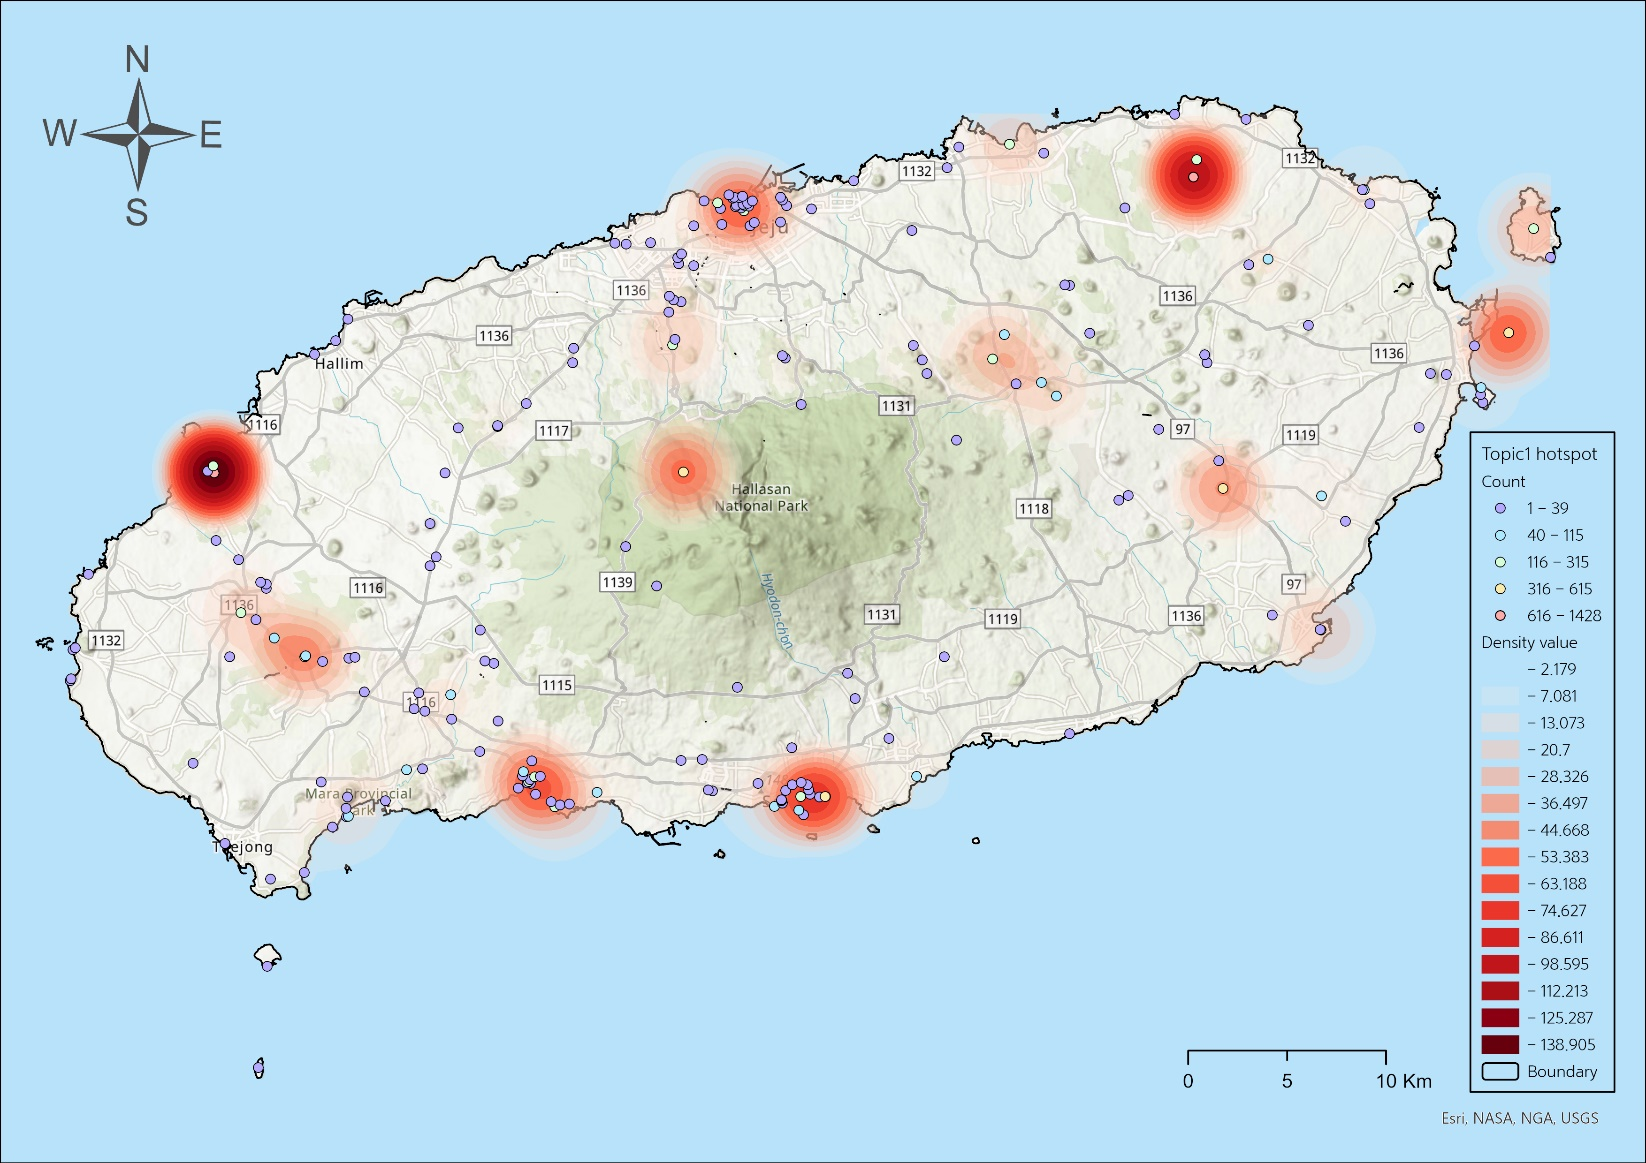 N
W E
S
1132
1132
Jeju
1136
1136
1136
1136
Hallim
1131
1116
1117
97
1119
Hallasan
National Park
1118
1139
1116
97
1136
Hyodon-ch'on
1131
1119
1136
1132
1115
1116
Mara Provincial
Park
Topic1 hotspot
Count
1 – 39
40 – 115
116 – 315
316 – 615
616 – 1428
Density value
– 2.179
– 7.081
– 13.073
– 20.7
– 28.326
– 36.497
– 44.668
– 53.383
– 63.188
– 74.627
– 86.611
– 98.595
– 112.213
– 125.287
– 138.905
Boundary
0 5 10 Km
Esri, NASA, NGA, USGS